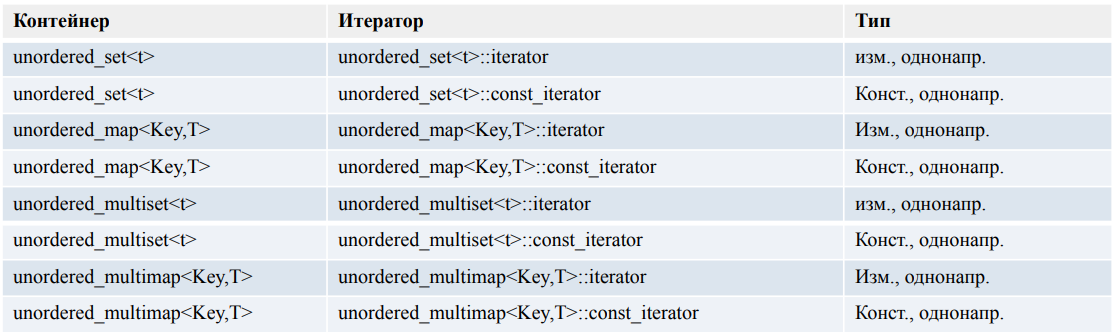 Контейнер Итератор Тип
unordered_set<t> unordered_set<t>::iterator изм., однонапр.
unordered_set<t> unordered_set<t>::const_iterator Конст., однонапр.
unordered_map<Key,T> unordered_map<Key,T>::iterator Изм., однонапр.
unordered_map<Key,T> unordered_map<Key,T>::const_iterator Конст., однонапр.
unordered_multiset<t> unordered_multiset<t>::iterator изм., однонапр.
unordered_multiset<t> unordered_multiset<t>::const_iterator Конст., однонапр.
unordered_multimap<Key,T> unordered_multimap<Key,T>::iterator Изм., однонапр.
unordered_multimap<Key,T> unordered_multimap<Key,T>::const_iterator Конст., однонапр.